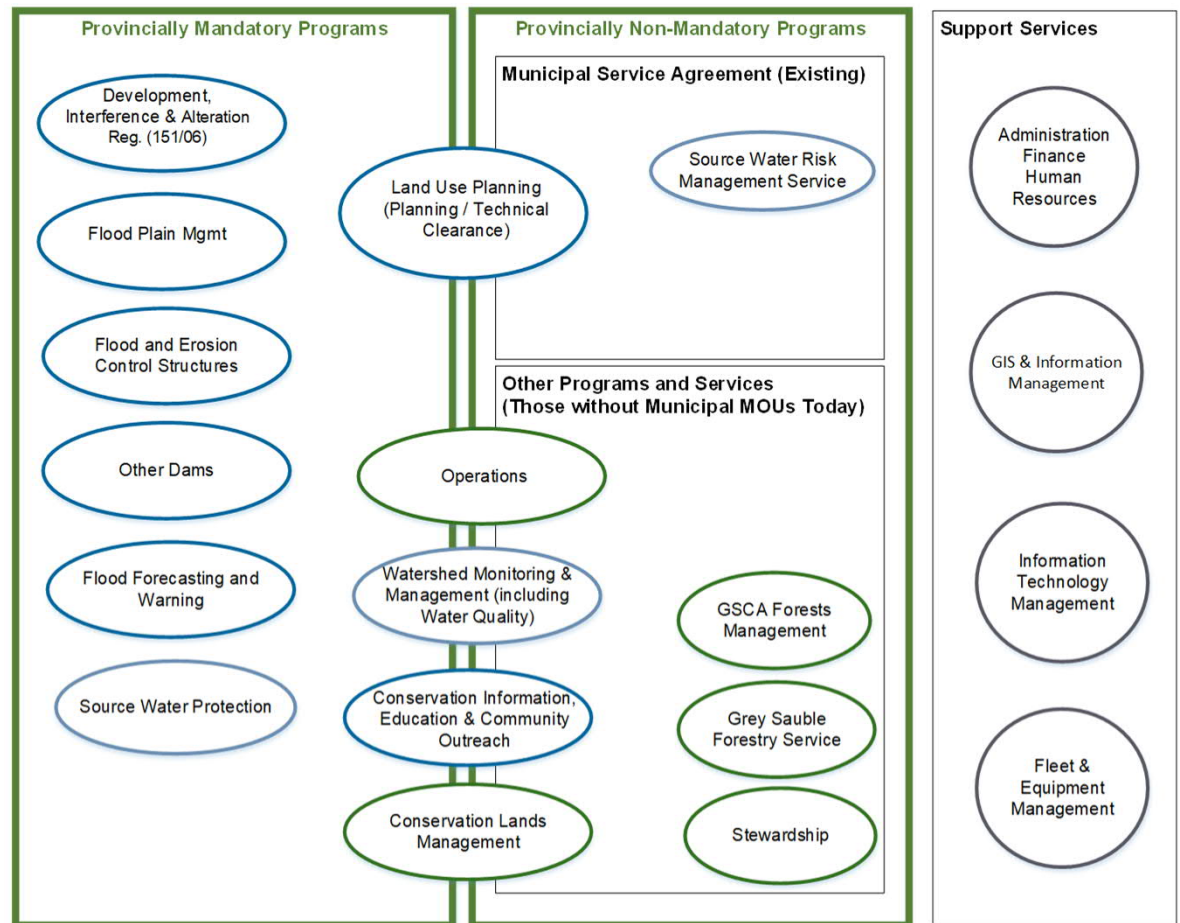 Provincially Mandatory Programs
Development,
Interference & Alteration
Reg. (151/06)
Flood Plain Mgmt
Flood and Erosion
Control Structures
Other Dams
Flood Forecasting and
Warning
Source Water Protection
Land Use Planning
(Planning / Technical
Clearance)
Operations
Watershed Monitoring &
Management (including
Water Quality)
Conservation Information,
Education & Community
Outreach
Conservation Lands
Management
Provincially Non-Mandatory Programs
Municipal Service Agreement (Existing)
Source Water Risk
Management Service
Other Programs and Services
(Those without Municipal MOUs Today)
GSCA Forests
Management
Grey Sauble
Forestry Service
Stewardship
Support Services
Administration
Finance
Human
Resources
GIS & Information
Management
Information
Technology
Management
Fleet &
Equipment
Management